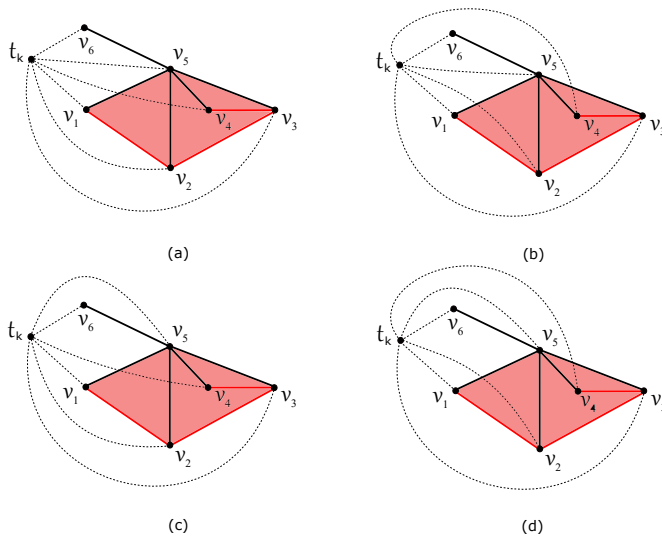 tₖ
v₆
v₅
v₁
v₄
v₃
v₂
(a)
tₖ
v₆
v₅
v₁
v₄
v
v₂
(b)
tₖ
v₆
v₅
v₁
v₄
v₃
v₂
(c)
tₖ
v₆
v₅
v₁
v₄
v
v₂
(d)